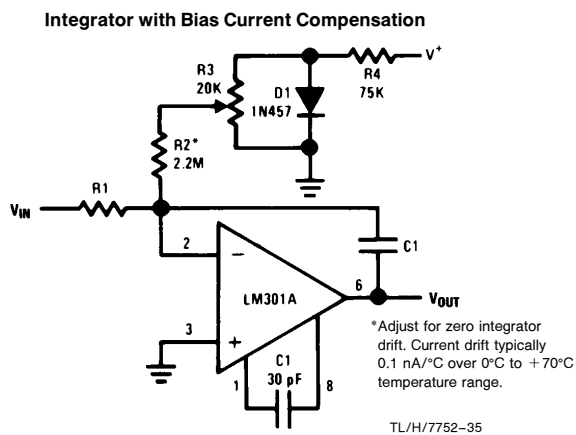 Integrator with Bias Current Compensation
V+
R3
20K
R4
75K
D1
1N457
R2*
2.2M
R1
VIN
C1
2
−
6
LM301A
VOUT
3
+
*Adjust for zero integrator
drift. Current drift typically
0.1 nA/°C over 0°C to +70°C
temperature range.
C1
30 pF
1
8
TL/H/7752–35